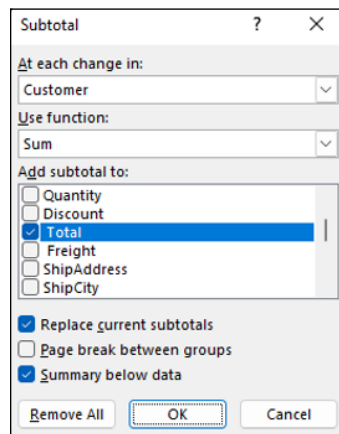 Subtotal ? ×
At each change in:
Customer
Use function:
Sum
Add subtotal to:
Quantity
Discount
Total
Freight
ShipAddress
ShipCity
Replace current subtotals
Page break between groups
Summary below data
Remove All OK Cancel